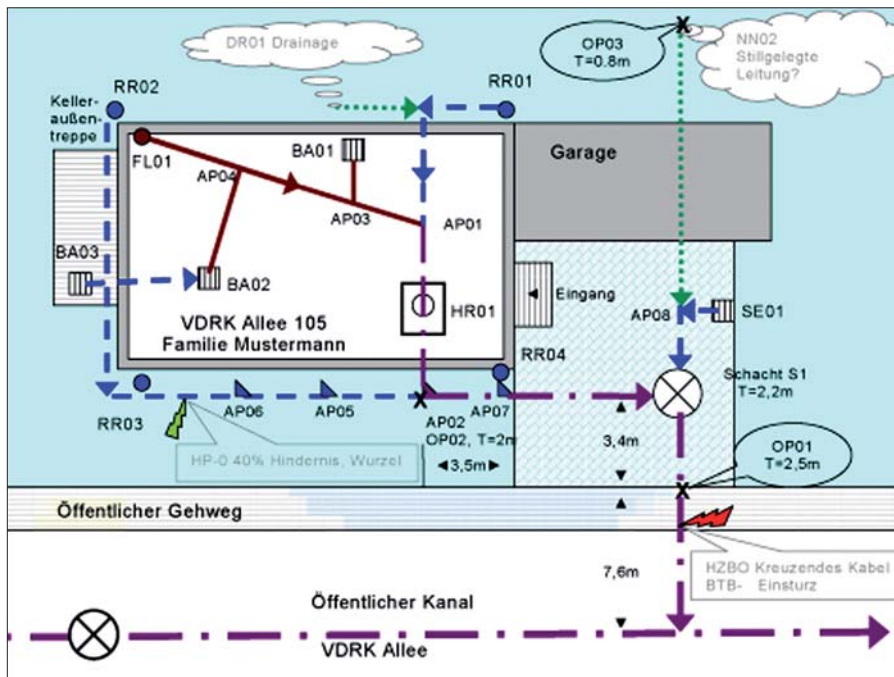 DR01 Drainage
OP03
T=0.8m
NN02
Stillgelegte
Leitung?
RR02
RR01
Keller-
außen-
treppe
FL01
BA01
Garage
AP04
AP03
AP01
BA03
BA02
HR01
Eingang
AP08
SE01
VDRK Allee 105
Familie Mustermann
RR04
Schacht S1
T=2,2m
RR03
AP06
AP05
AP02
OP02, T=2m
AP07
3,4m
HP-0 40% Hindernis, Wurzel
3,5m
OP01
T=2,5m
Öffentlicher Gehweg
7,6m
HZBO Kreuzendes Kabel
BTB- Einsturz
Öffentlicher Kanal
VDRK Allee